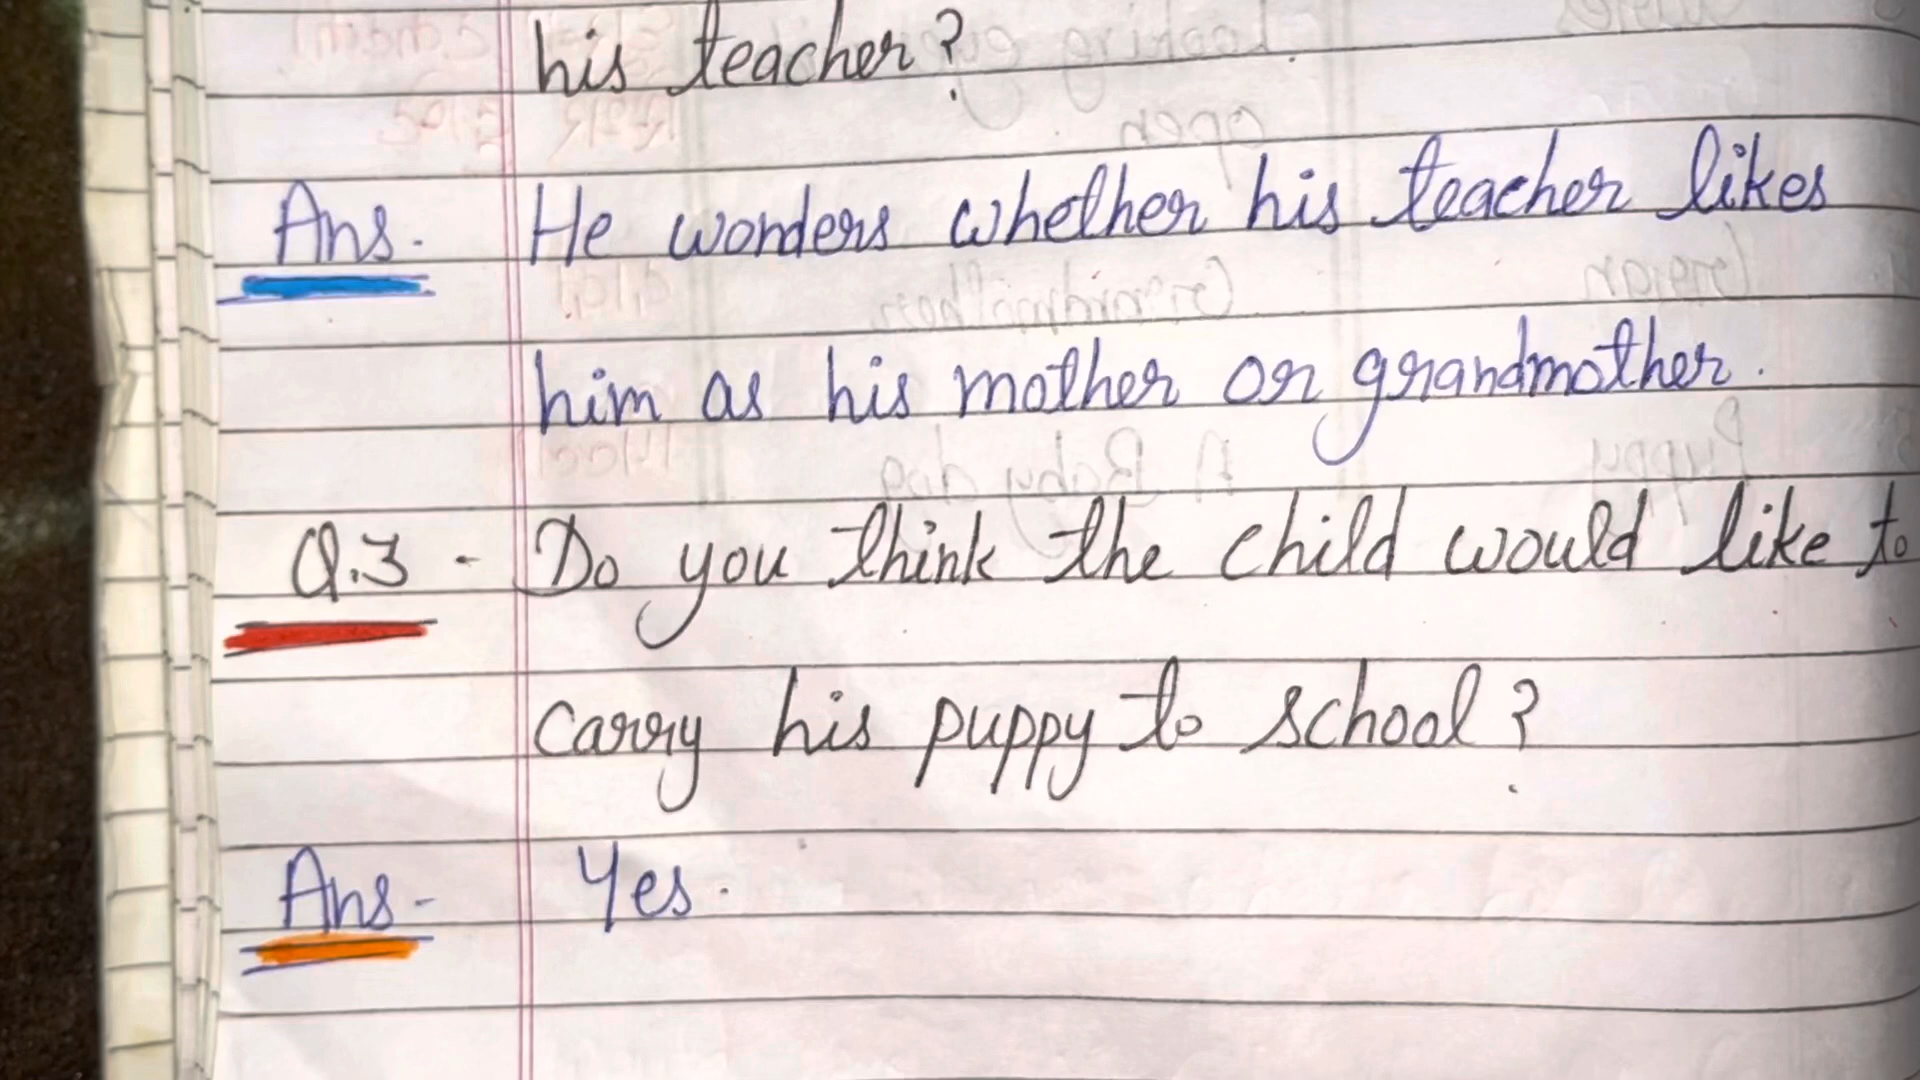 his teacher?
Ans. He wonders whether his teacher likes
him as his mother or grandmother.
Q.3 - Do you think the child would like to
carry his puppy to school?
Ans- Yes.